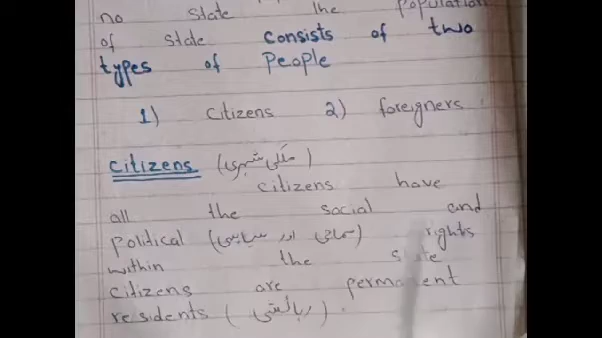 no state the population
of state consists of two
types of people
1) citizens 2) foreigners
citizens (ملکی شہری)
citizens have
all the social and
political (سماجی اور سیاسی) rights
within the state
citizens are permanent
residents (رہائشی).